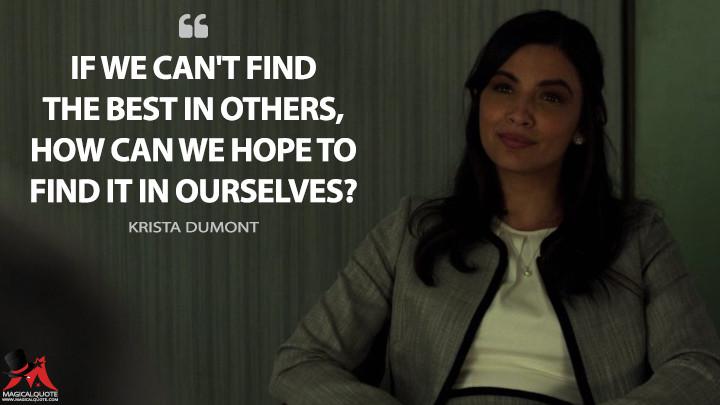 IF WE CAN'T FIND
THE BEST IN OTHERS,
HOW CAN WE HOPE TO
FIND IT IN OURSELVES?
KRISTA DUMONT
MAGICALQUOTE
WWW.MAGICALQUOTE.COM